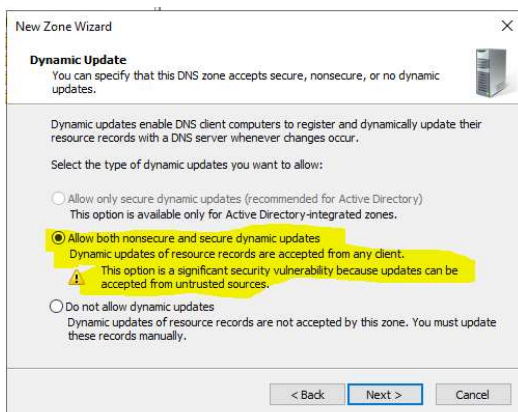 New Zone Wizard
Dynamic Update
You can specify that this DNS zone accepts secure, nonsecure, or no dynamic
updates.
Dynamic updates enable DNS client computers to register and dynamically update their
resource records with a DNS server whenever changes occur.
Select the type of dynamic updates you want to allow:
Allow only secure dynamic updates (recommended for Active Directory)
This option is available only for Active Directory-integrated zones.
Allow both nonsecure and secure dynamic updates
Dynamic updates of resource records are accepted from any client.
This option is a significant security vulnerability because updates can be
accepted from untrusted sources.
Do not allow dynamic updates
Dynamic updates of resource records are not accepted by this zone. You must update
these records manually.
< Back Next > Cancel